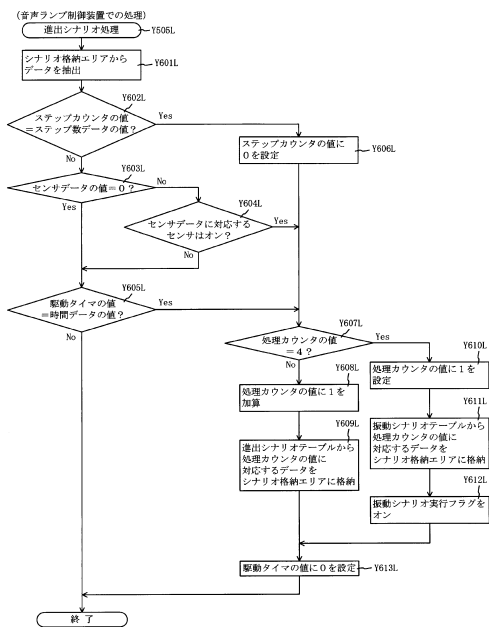 (音声ランプ制御装置での処理)
進出シナリオ処理
Y505L
シナリオ格納エリアから
データを抽出
Y601L
Y602L
ステップカウンタの値
=ステップ数データの値?
Yes
No
ステップカウンタの値に
0を設定
Y606L
Y603L
センサデータの値=0?
No
Yes
Y604L
センサデータに対応する
センサはオン?
Yes
No
Y605L
駆動タイマの値
=時間データの値?
Yes
No
Y607L
処理カウンタの値
=4?
Yes
No
Y608L
処理カウンタの値に1を
加算
Y609L
進出シナリオテーブルから
処理カウンタの値に
対応するデータを
シナリオ格納エリアに格納
Y610L
処理カウンタの値に1を
設定
Y611L
振動シナリオテーブルから
処理カウンタの値に
対応するデータを
シナリオ格納エリアに格納
Y612L
振動シナリオ実行フラグを
オン
駆動タイマの値に0を設定
Y613L
終了